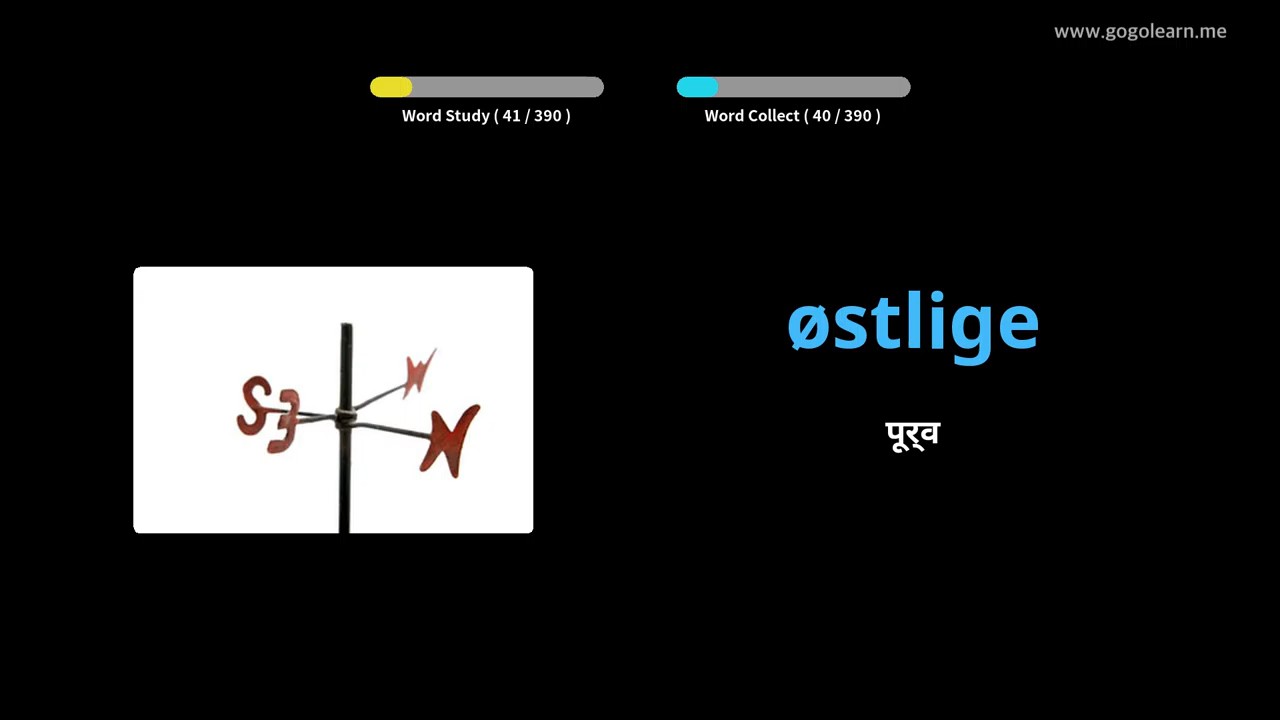 www.gogolearn.me
Word Study ( 41 / 390 )
Word Collect ( 40 / 390 )
østlige
पूर्व
S E N